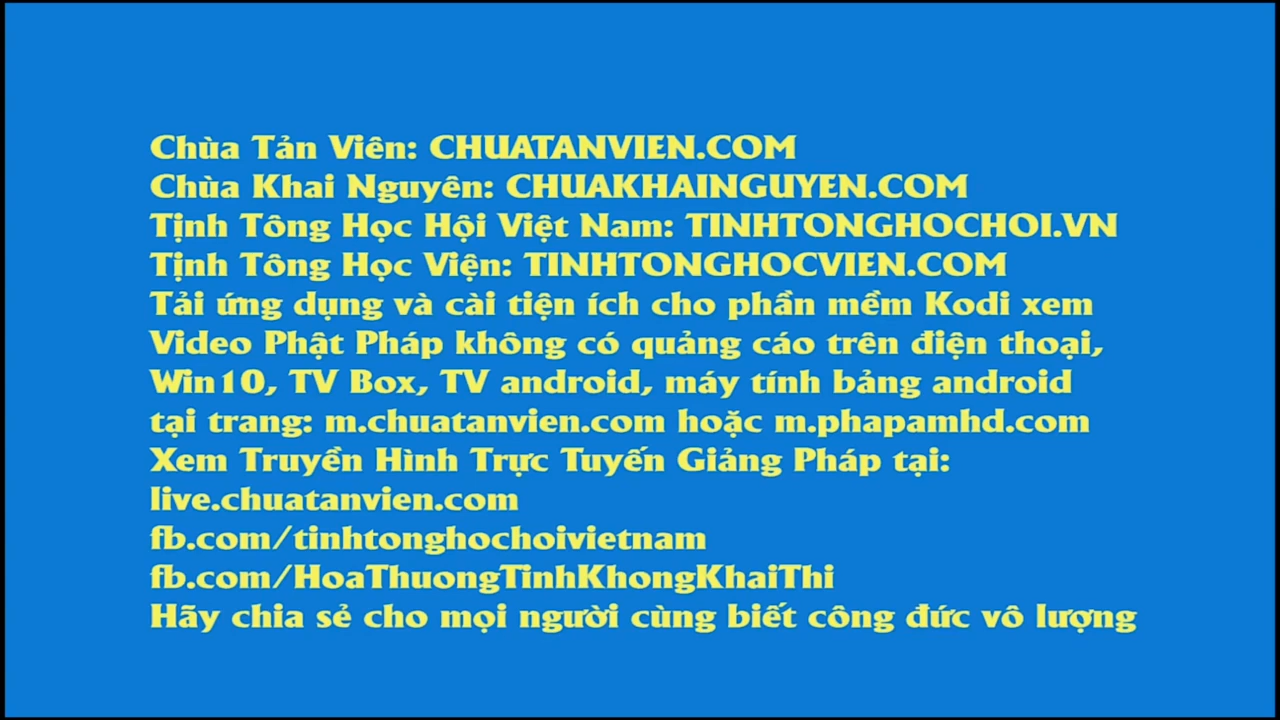 Chùa Tản Viên: CHUATANVIEN.COM
Chùa Khai Nguyên: CHUAKHAINGUYEN.COM
Tịnh Tông Học Hội Việt Nam: TINHTONGHOCHOI.VN
Tịnh Tông Học Viện: TINHTONGHOCVIEN.COM
Tải ứng dụng và cài tiện ích cho phần mềm Kodi xem
Video Phật Pháp không có quảng cáo trên điện thoại,
Win10, TV Box, TV android, máy tính bảng android
tại trang: m.chuatanvien.com hoặc m.phapamhd.com
Xem Truyền Hình Trực Tuyến Giảng Pháp tại:
live.chuatanvien.com
fb.com/tinhtonghochoivietnam
fb.com/HoaThuongTinhKhongKhaiThi
Hãy chia sẻ cho mọi người cùng biết công đức vô lượng